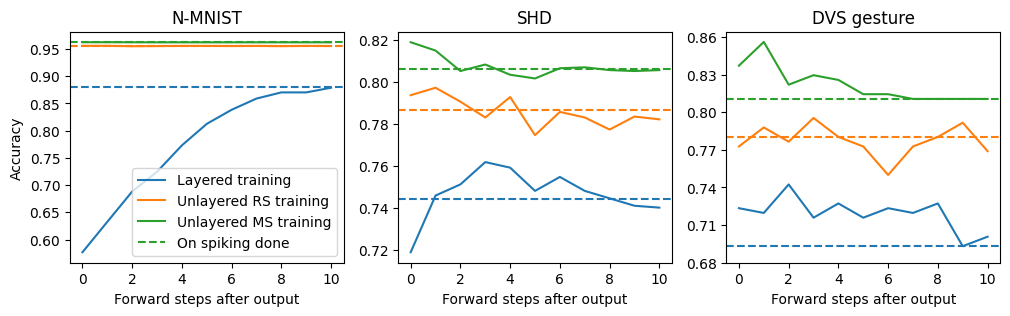 N-MNIST
Accuracy
0.95
0.90
0.85
0.80
0.75
0.70
0.65
0.60
Layered training
Unlayered RS training
Unlayered MS training
On spiking done
0 2 4 6 8 10
Forward steps after output
SHD
0.82
0.80
0.78
0.76
0.74
0.72
0 2 4 6 8 10
Forward steps after output
DVS gesture
0.86
0.83
0.80
0.77
0.74
0.71
0.68
0 2 4 6 8 10
Forward steps after output